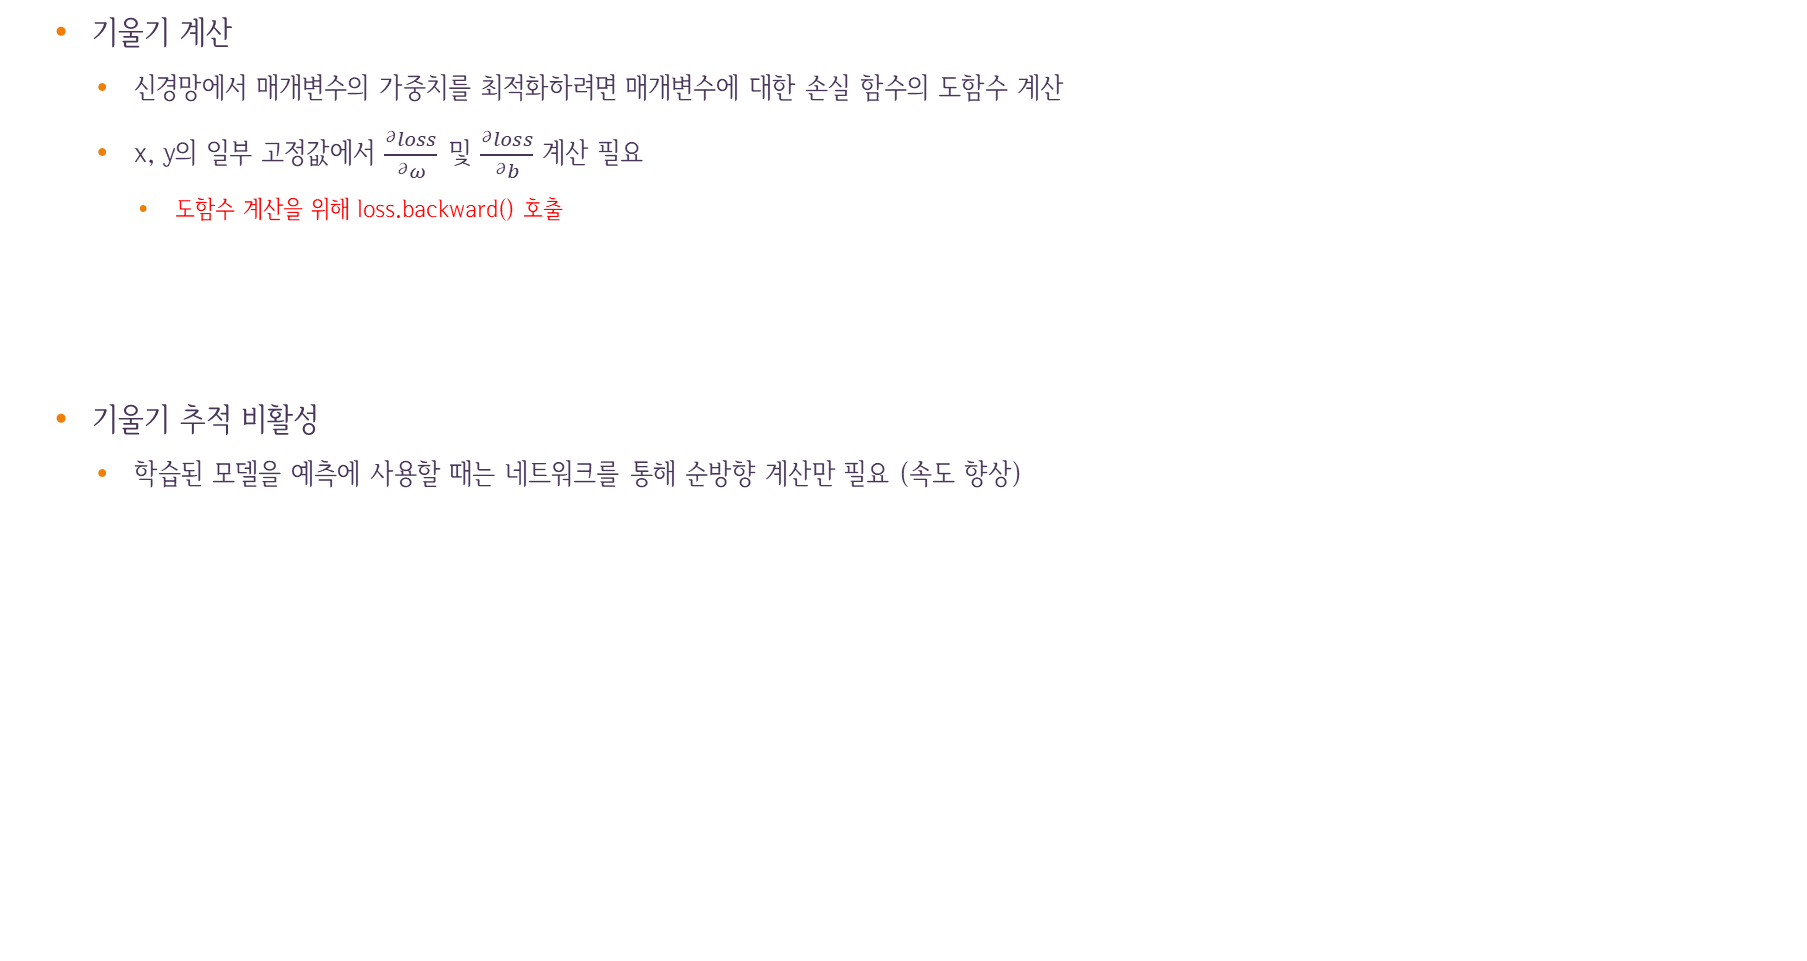 • 기울기 계산
• 신경망에서 매개변수의 가중치를 최적화하려면 매개변수에 대한 손실 함수의 도함수 계산
• x, y의 일부 고정값에서 ∂loss/∂ω 및 ∂loss/∂b 계산 필요
• 도함수 계산을 위해 loss.backward() 호출
• 기울기 추적 비활성
• 학습된 모델을 예측에 사용할 때는 네트워크를 통해 순방향 계산만 필요 (속도 향상)